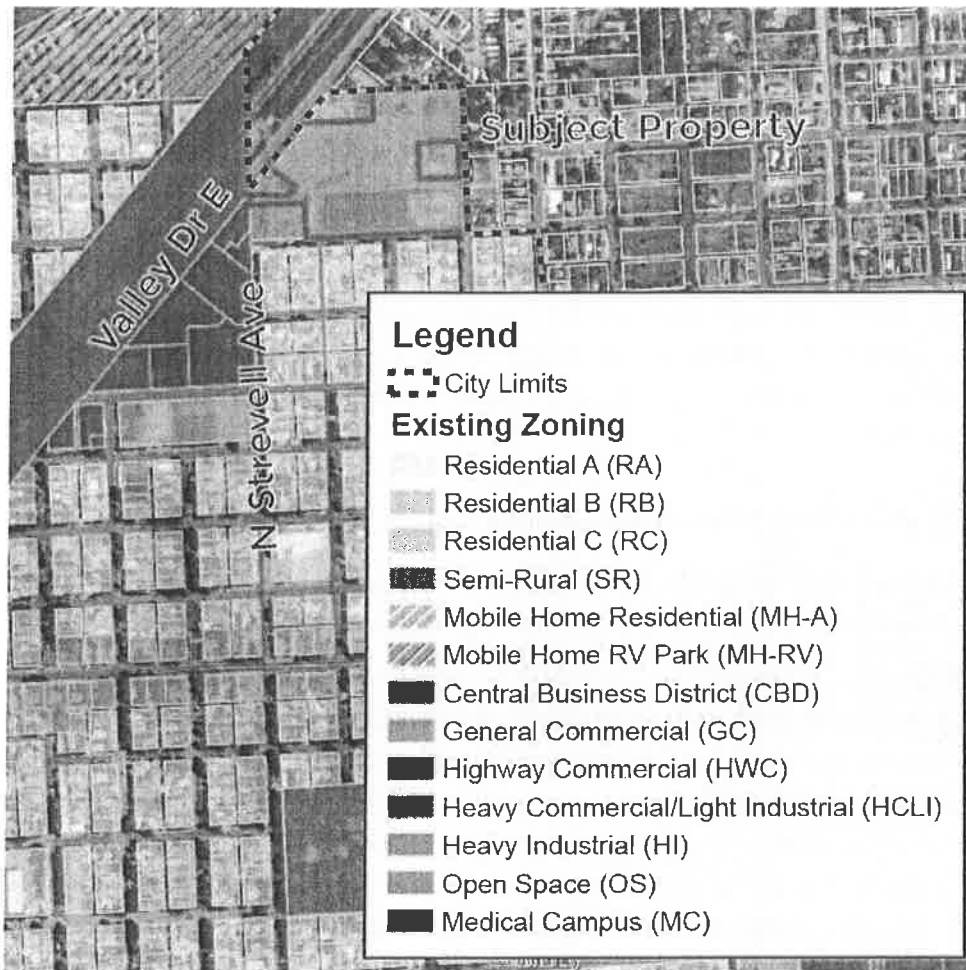 Subject Property
Valley Dr E
N Strevell Ave
Legend
City Limits
Existing Zoning
Residential A (RA)
Residential B (RB)
Residential C (RC)
Semi-Rural (SR)
Mobile Home Residential (MH-A)
Mobile Home RV Park (MH-RV)
Central Business District (CBD)
General Commercial (GC)
Highway Commercial (HWC)
Heavy Commercial/Light Industrial (HCLI)
Heavy Industrial (HI)
Open Space (OS)
Medical Campus (MC)